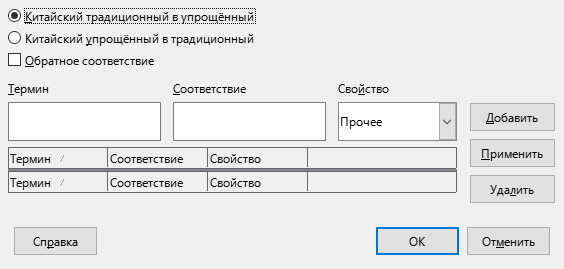 Китайский традиционный в упрощённый
Китайский упрощённый в традиционный
Обратное соответствие
Термин Соответствие Свойство
Прочее Добавить
Термин / Соответствие Свойство Применить
Термин / Соответствие Свойство Удалить
Справка ОК Отменить